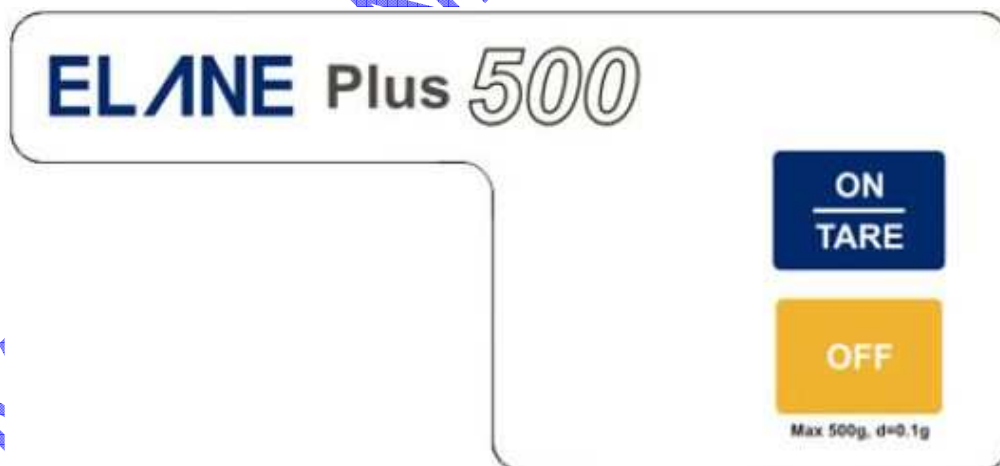 ELANE Plus 500
ON
TARE
OFF
Max 500g, d=0.1g